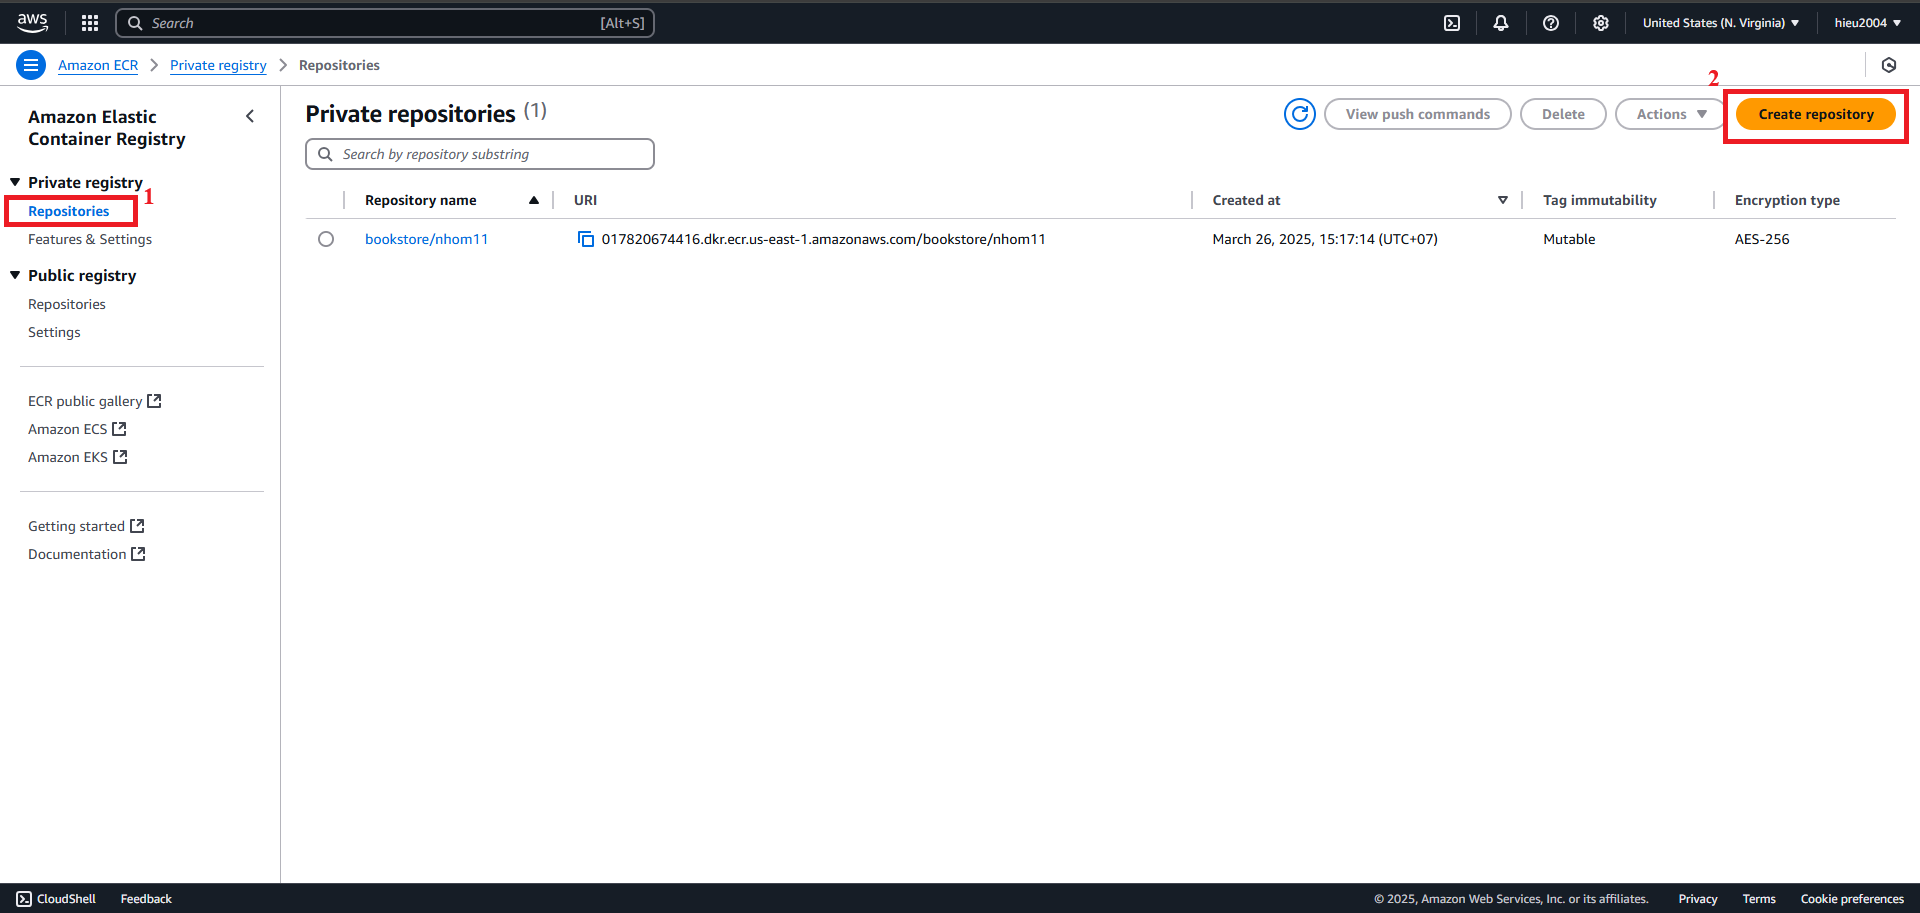 aws
Search [Alt+S]
United States (N. Virginia)
hieu2004
Amazon ECR
Private registry
Repositories
Amazon Elastic
Container Registry
Private registry
Repositories
1
Features & Settings
Public registry
Repositories
Settings
ECR public gallery
Amazon ECS
Amazon EKS
Getting started
Documentation
Private repositories (1)
View push commands
Delete
Actions
2
Create repository
Search by repository substring
Repository name URI Created at Tag immutability Encryption type
bookstore/nhom11 017820674416.dkr.ecr.us-east-1.amazonaws.com/bookstore/nhom11 March 26, 2025, 15:17:14 (UTC+07) Mutable AES-256
CloudShell Feedback © 2025, Amazon Web Services, Inc. or its affiliates. Privacy Terms Cookie preferences